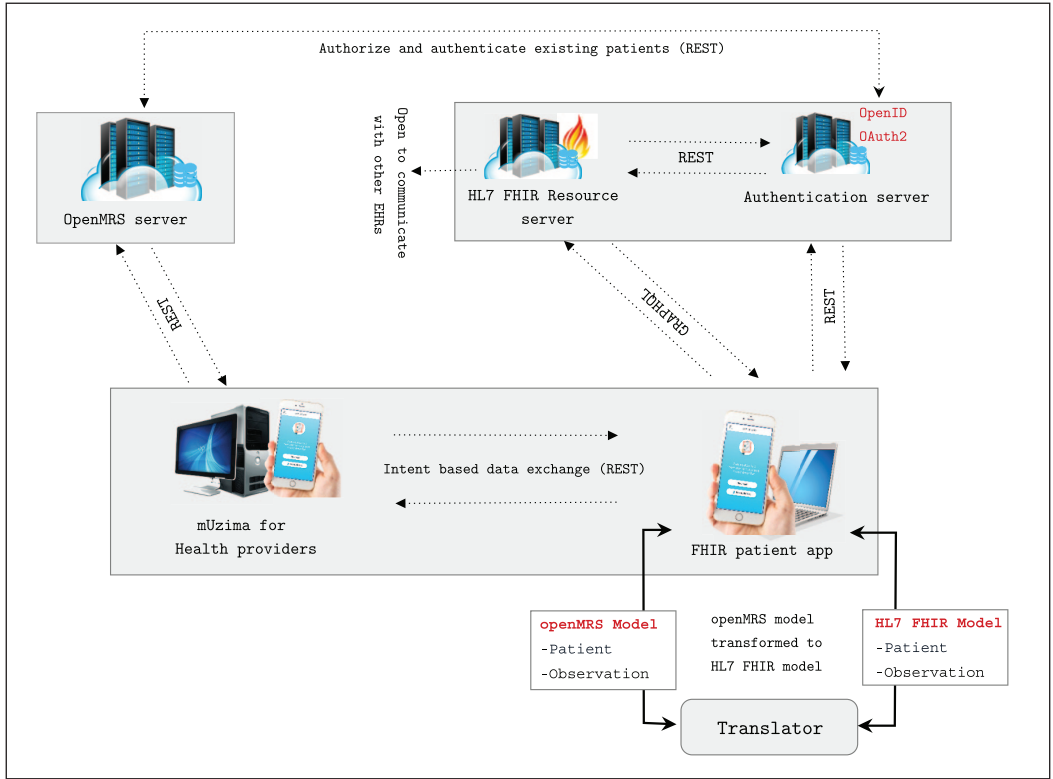 Authorize and authenticate existing patients (REST)
OpenID
OAuth2
Open to communicate
with other EHRs
REST
HL7 FHIR Resource
server
Authentication server
OpenMRS server
REST
GRAPHQL
REST
Intent based data exchange (REST)
mUzima for
Health providers
FHIR patient app
openMRS Model
-Patient
-Observation
openMRS model
transformed to
HL7 FHIR model
HL7 FHIR Model
-Patient
-Observation
Translator